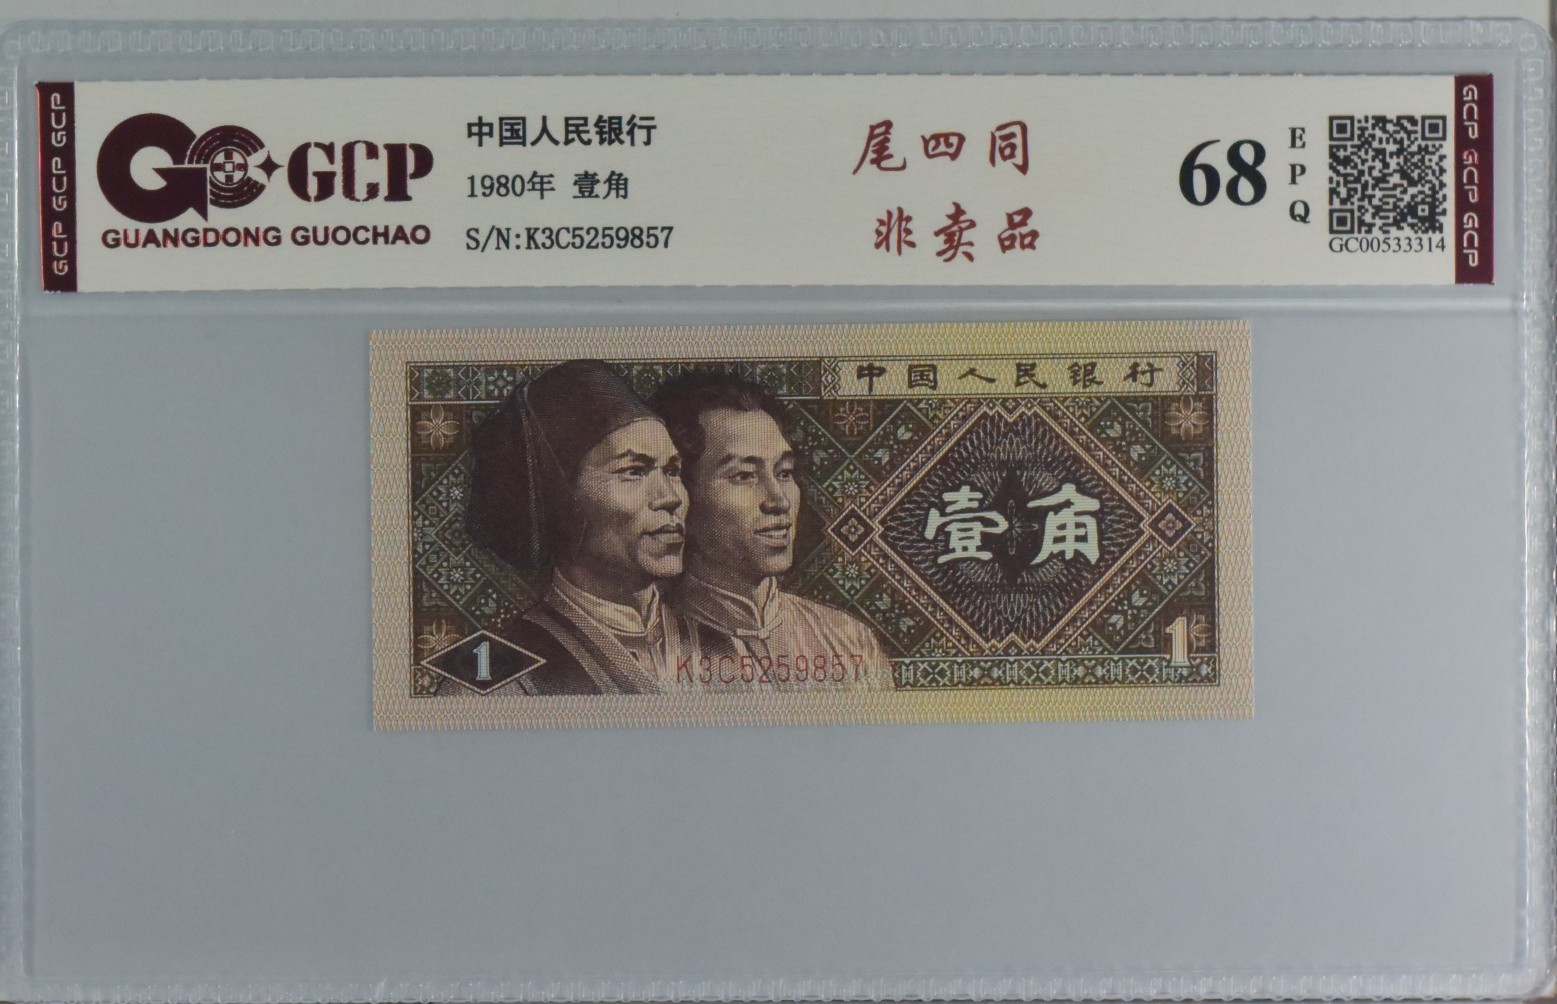 GCP GCP GCP
GCP
GUANGDONG GUOCHAO
中国人民银行
1980年 壹角
S/N:K3C5259857
尾四同
非卖品
68
EPQ
GC00533314
GCP GCP GCP
中国人民银行
壹角
1
K3C5259857
1